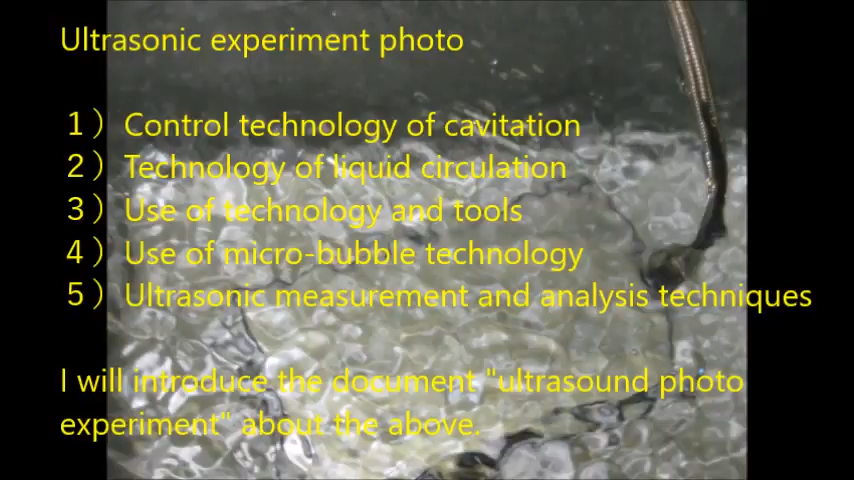 Ultrasonic experiment photo
1）Control technology of cavitation
2）Technology of liquid circulation
3）Use of technology and tools
4）Use of micro-bubble technology
5）Ultrasonic measurement and analysis techniques
I will introduce the document "ultrasound photo
experiment" about the above.